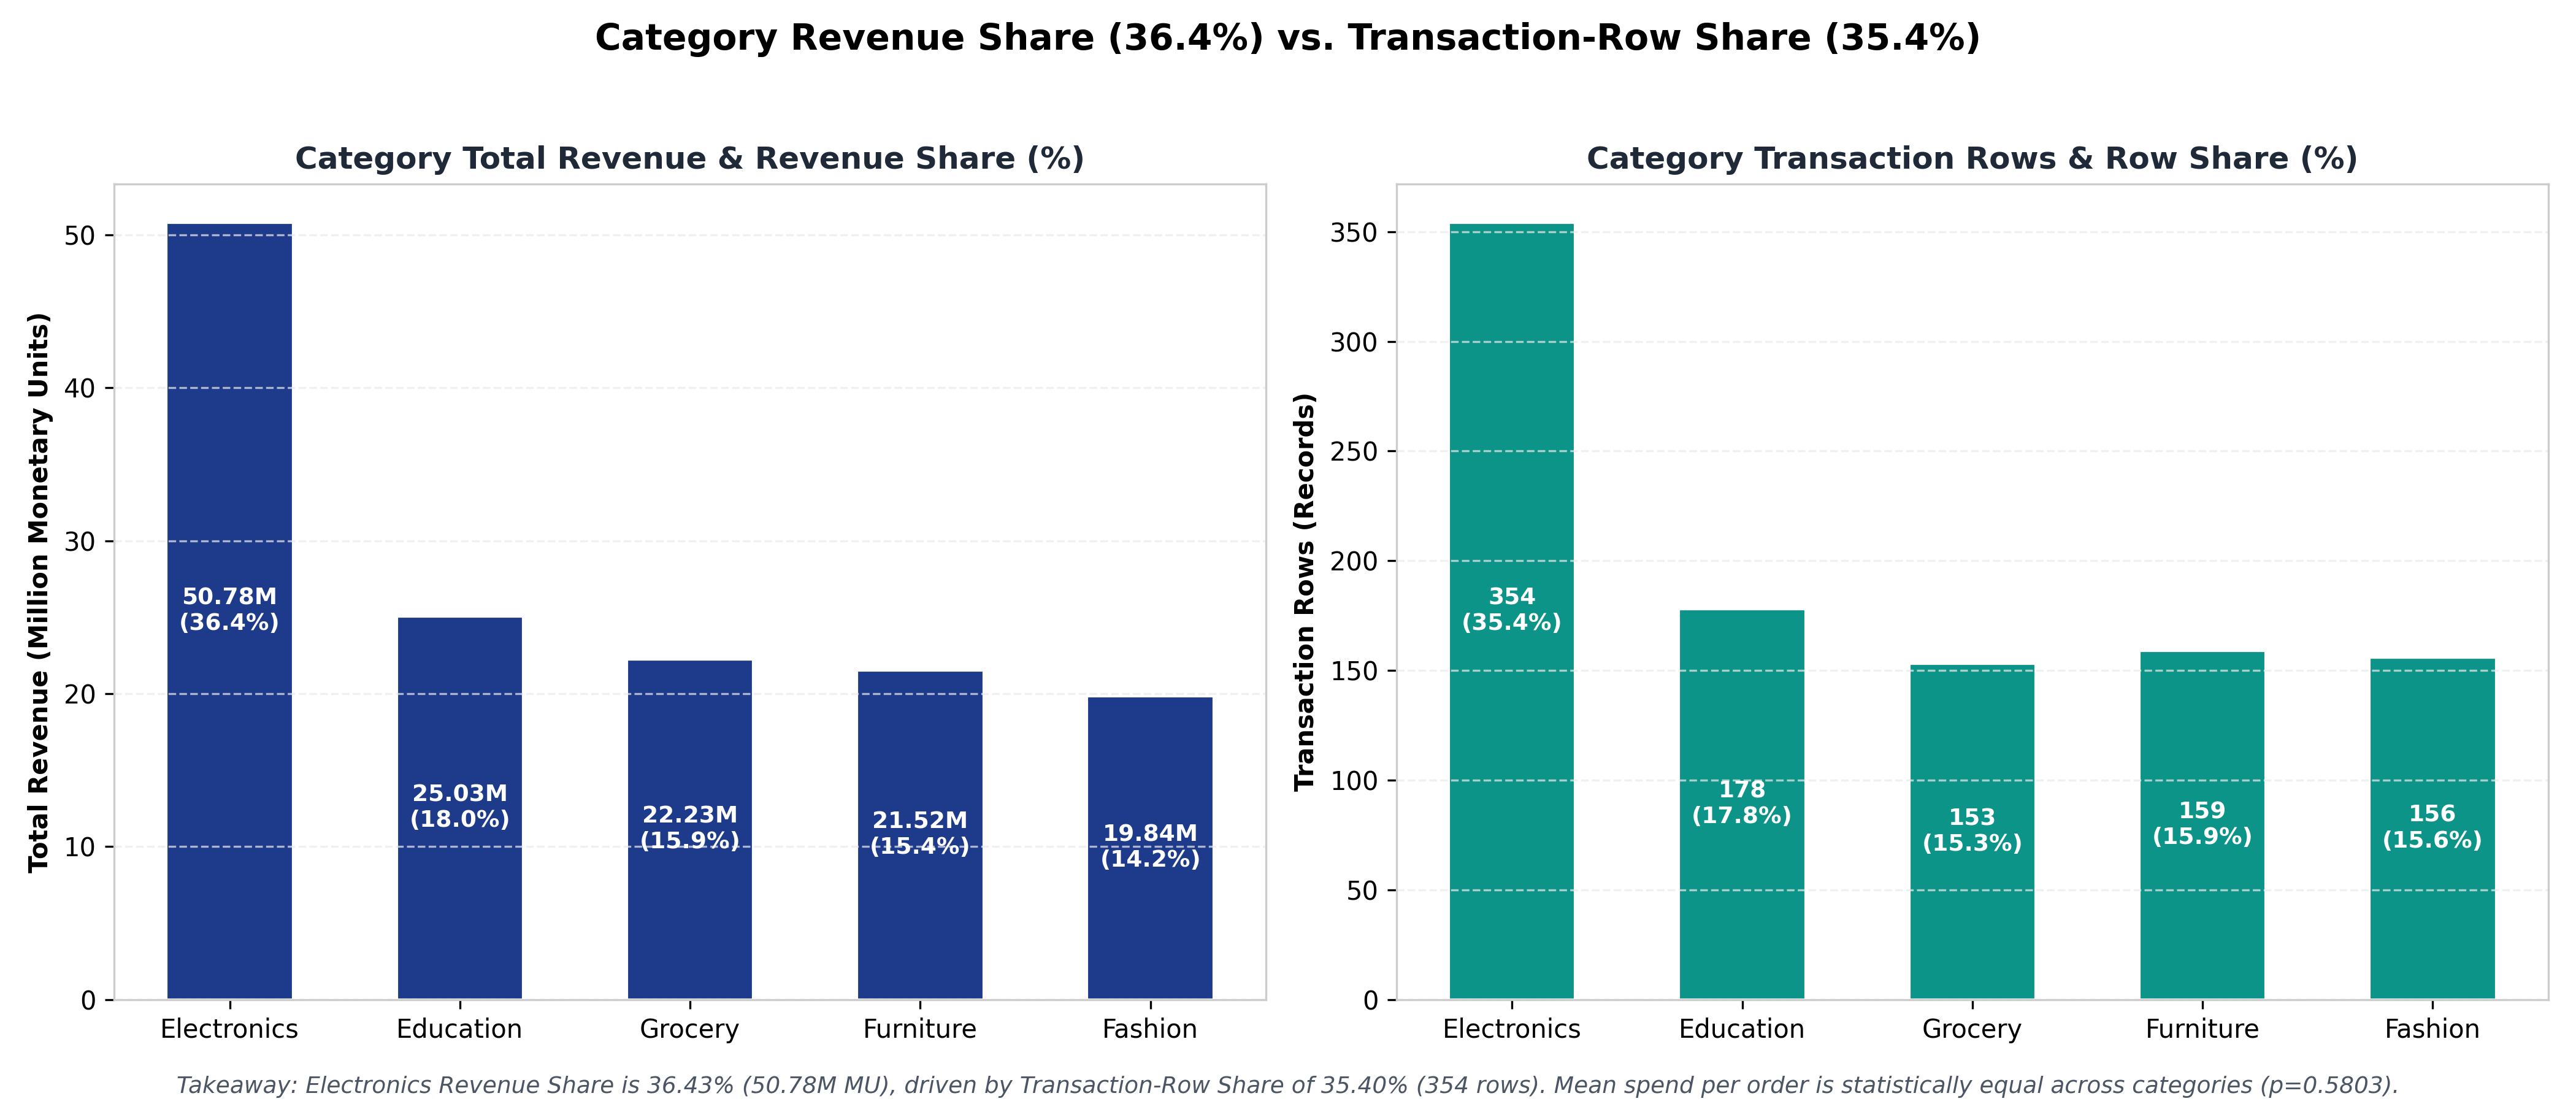 Category Revenue Share (36.4%) vs. Transaction-Row Share (35.4%)
Category Total Revenue & Revenue Share (%)
Total Revenue (Million Monetary Units)
50
40
30
20
10
0
50.78M
(36.4%)
25.03M
(18.0%)
22.23M
(15.9%)
21.52M
(15.4%)
19.84M
(14.2%)
Electronics
Education
Grocery
Furniture
Fashion
Category Transaction Rows & Row Share (%)
Transaction Rows (Records)
350
300
250
200
150
100
50
0
354
(35.4%)
178
(17.8%)
153
(15.3%)
159
(15.9%)
156
(15.6%)
Electronics
Education
Grocery
Furniture
Fashion
Takeaway: Electronics Revenue Share is 36.43% (50.78M MU), driven by Transaction-Row Share of 35.40% (354 rows). Mean spend per order is statistically equal across categories (p=0.5803).